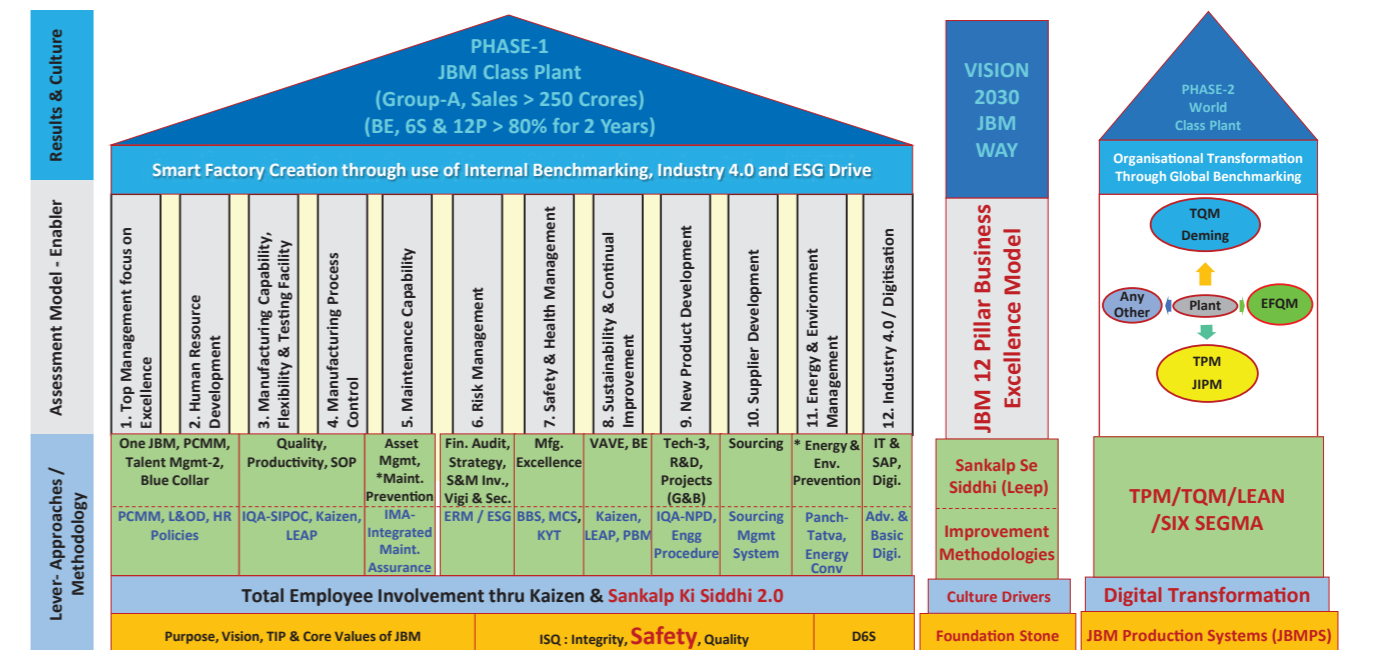 Results & Culture
Assessment Model - Enabler
Lever- Approaches /
Methodology
PHASE-1
JBM Class Plant
(Group-A, Sales > 250 Crores)
(BE, 6S & 12P > 80% for 2 Years)
Smart Factory Creation through use of Internal Benchmarking, Industry 4.0 and ESG Drive
1. Top Management focus on
Excellence
2. Human Resource
Development
3. Manufacturing Capability,
Flexibility & Testing Facility
4. Manufacturing Process
Control
5. Maintenance Capability
6. Risk Management
7. Safety & Health Management
8. Sustainability & Continual
Improvement
9. New Product Development
10. Supplier Development
11. Energy & Environment
Management
12. Industry 4.0 / Digitisation
One JBM, PCMM,
Talent Mgmt-2,
Blue Collar
Quality,
Productivity, SOP
Asset
Mgmt,
*Maint.
Prevention
Fin. Audit,
Strategy,
S&M Inv.,
Vigi & Sec.
Mfg.
Excellence
VAVE, BE
Tech-3,
R&D,
Projects
(G&B)
Sourcing
* Energy &
Env.
Prevention
IT &
SAP,
Digi.
PCMM, L&OD, HR
Policies
IQA-SIPOC, Kaizen,
LEAP
IMA-
Integrated
Maint.
Assurance
ERM / ESG
BBS, MCS,
KYT
Kaizen,
LEAP, PBM
IQA-NPD,
Engg
Procedure
Sourcing
Mgmt
System
Panch-
Tatva,
Energy
Conv
Adv. &
Basic
Digi.
Total Employee Involvement thru Kaizen & Sankalp Ki Siddhi 2.0
Purpose, Vision, TIP & Core Values of JBM
ISQ : Integrity, Safety, Quality
D6S
VISION
2030
JBM
WAY
JBM 12 Pillar Business
Excellence Model
Sankalp Se
Siddhi (Leep)
Improvement
Methodologies
Culture Drivers
Foundation Stone
PHASE-2
World
Class Plant
Organisational Transformation
Through Global Benchmarking
TQM
Deming
Any
Other
Plant
EFQM
TPM
JIPM
TPM/TQM/LEAN
/SIX SEGMA
Digital Transformation
JBM Production Systems (JBMPS)